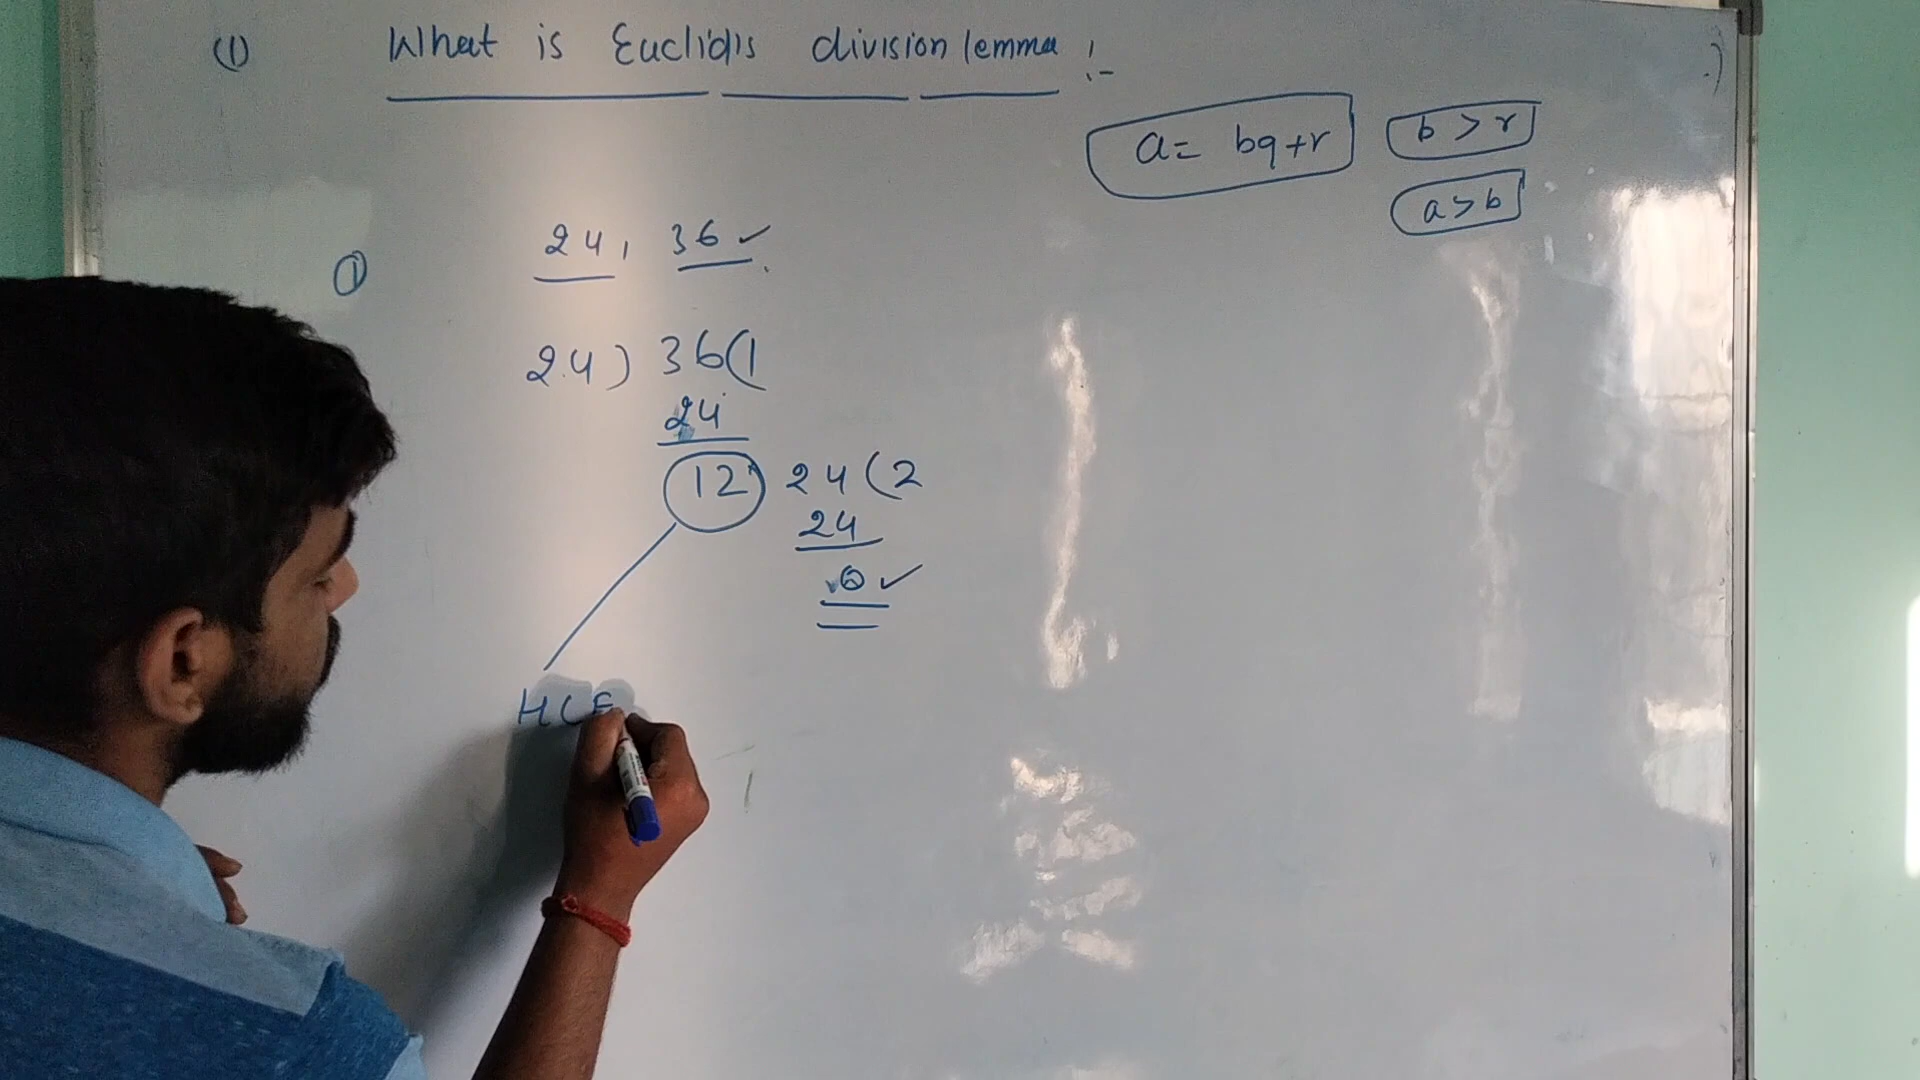 (1) What is Euclid's division lemma :-
a = bq+r b > r
a > b
① 24, 36 ✓
24) 36(1
24
12 24 (2
24
0 ✓
HCF